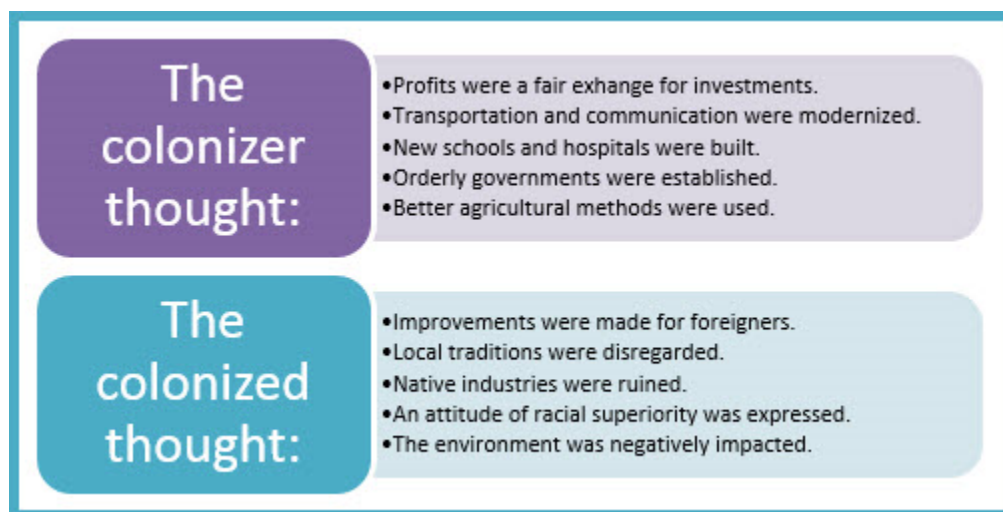 The
colonizer
thought:
•Profits were a fair exhange for investments.
•Transportation and communication were modernized.
•New schools and hospitals were built.
•Orderly governments were established.
•Better agricultural methods were used.
The
colonized
thought:
•Improvements were made for foreigners.
•Local traditions were disregarded.
•Native industries were ruined.
•An attitude of racial superiority was expressed.
•The environment was negatively impacted.